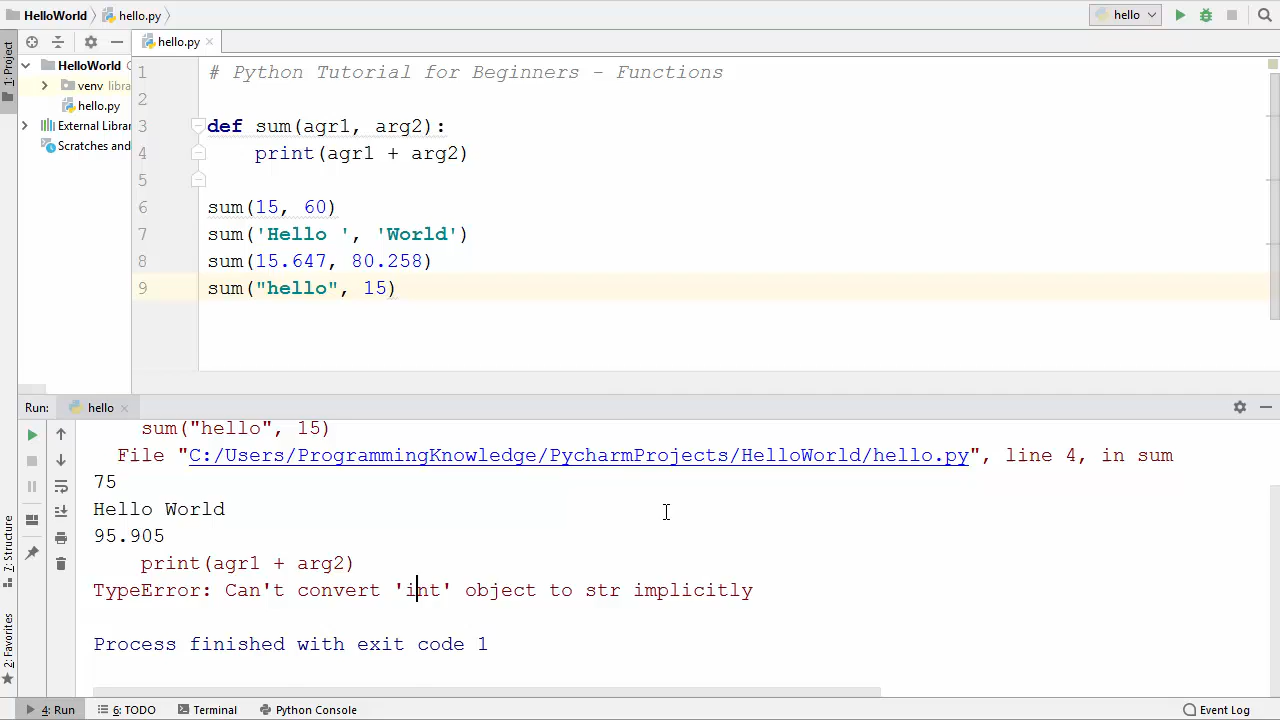 HelloWorld hello.py hello
1: Project
hello.py
HelloWorld C
venv libra
hello.py
External Librar
Scratches and
1 # Python Tutorial for Beginners - Functions
2
3 def sum(agr1, arg2):
4 print(agr1 + arg2)
5
6 sum(15, 60)
7 sum('Hello ', 'World')
8 sum(15.647, 80.258)
9 sum("hello", 15)
Run: hello
sum("hello", 15)
File "C:/Users/ProgrammingKnowledge/PycharmProjects/HelloWorld/hello.py", line 4, in sum
75
Hello World
95.905
print(agr1 + arg2)
TypeError: Can't convert 'int' object to str implicitly
Process finished with exit code 1
7: Structure
2: Favorites
4: Run 6: TODO Terminal Python Console Event Log